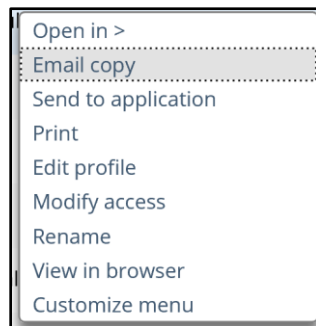 Open in >
Email copy
Send to application
Print
Edit profile
Modify access
Rename
View in browser
Customize menu